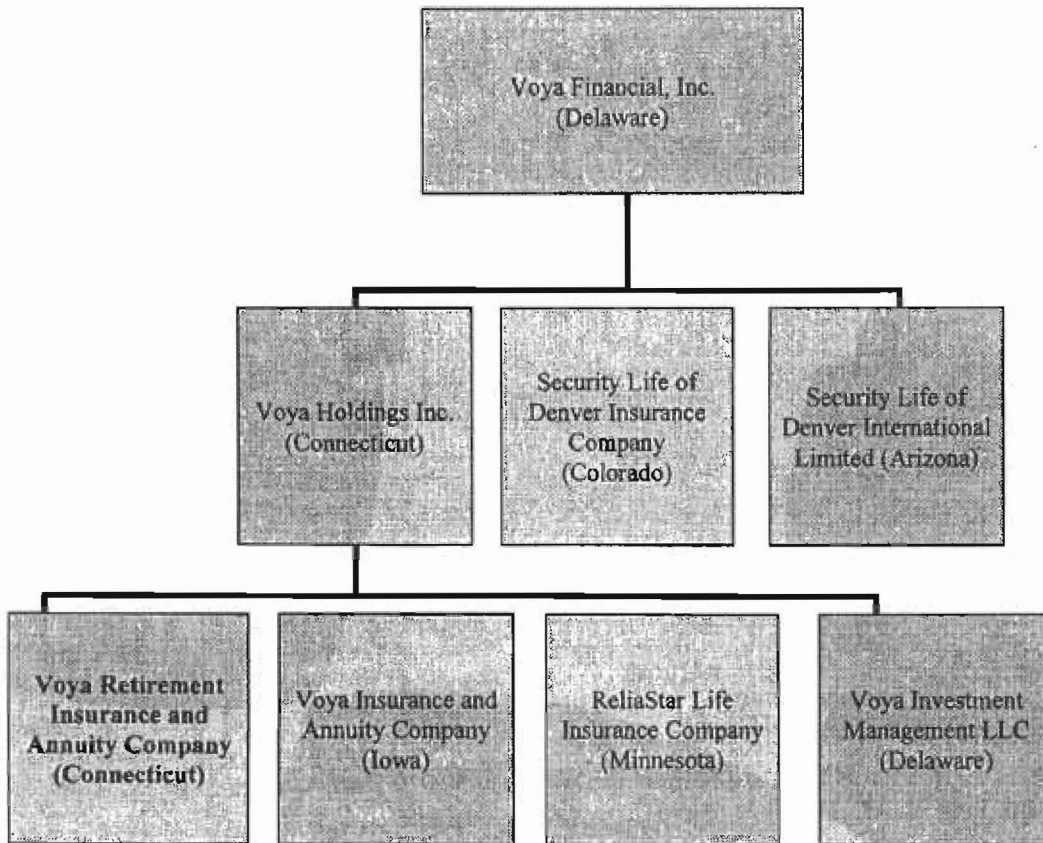 Voya Financial, Inc.
(Delaware)
Voya Holdings Inc.
(Connecticut)
Security Life of
Denver Insurance
Company
(Colorado)
Security Life of
Denver International
Limited (Arizona)
Voya Retirement
Insurance and
Annuity Company
(Connecticut)
Voya Insurance and
Annuity Company
(Iowa)
ReliaStar Life
Insurance Company
(Minnesota)
Voya Investment
Management LLC
(Delaware)